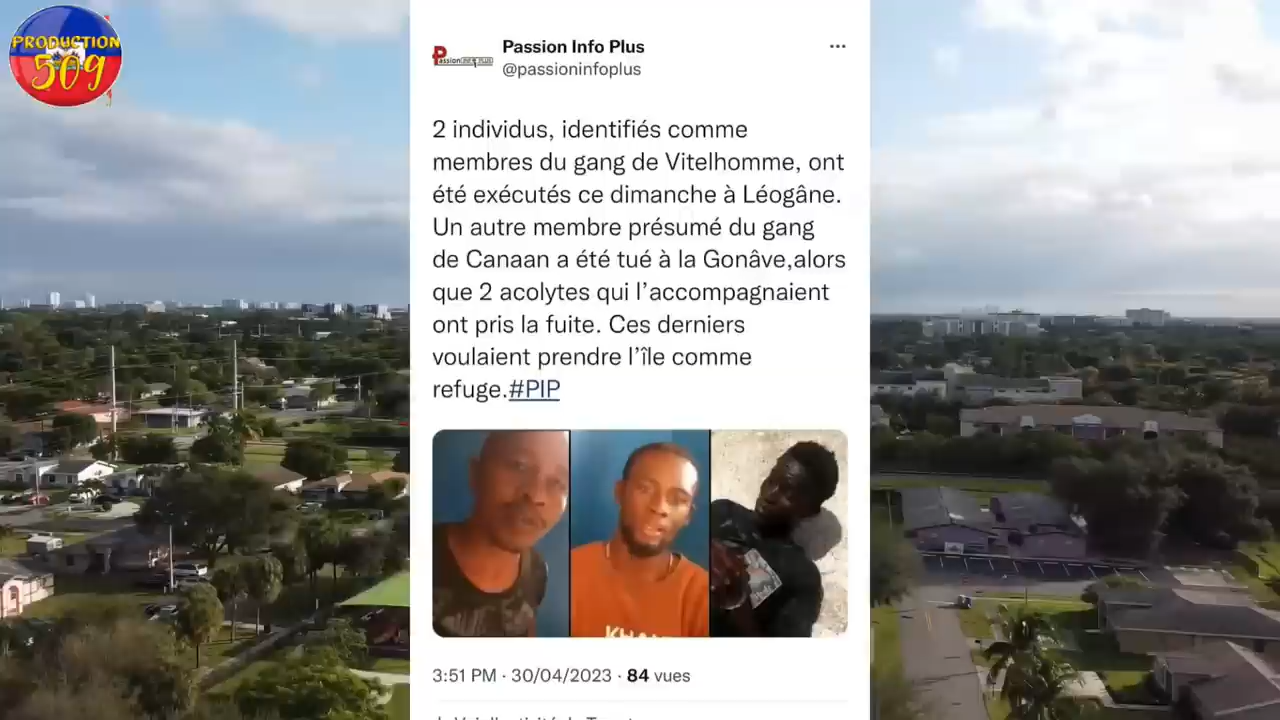 PRODUCTION
509
Passion Info Plus
@passioninfoplus
Passion INFO PLUS
2 individus, identifiés comme
membres du gang de Vitelhomme, ont
été exécutés ce dimanche à Léogâne.
Un autre membre présumé du gang
de Canaan a été tué à la Gonâve,alors
que 2 acolytes qui l'accompagnaient
ont pris la fuite. Ces derniers
voulaient prendre l'île comme
refuge.#PIP
3:51 PM · 30/04/2023 · 84 vues